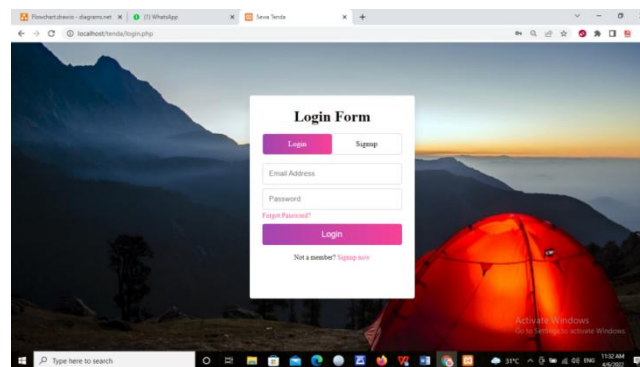 Flowchart.drawio - diagrams.net
(1) WhatsApp
Sewa Tenda
localhost/tenda/login.php
Login Form
Login
Signup
Email Address
Password
Forgot Password?
Login
Not a member? Signup now
Activate Windows
Go to Settings to activate Windows.
Type here to search
31°C
ENG
11:32 AM
4/6/2022